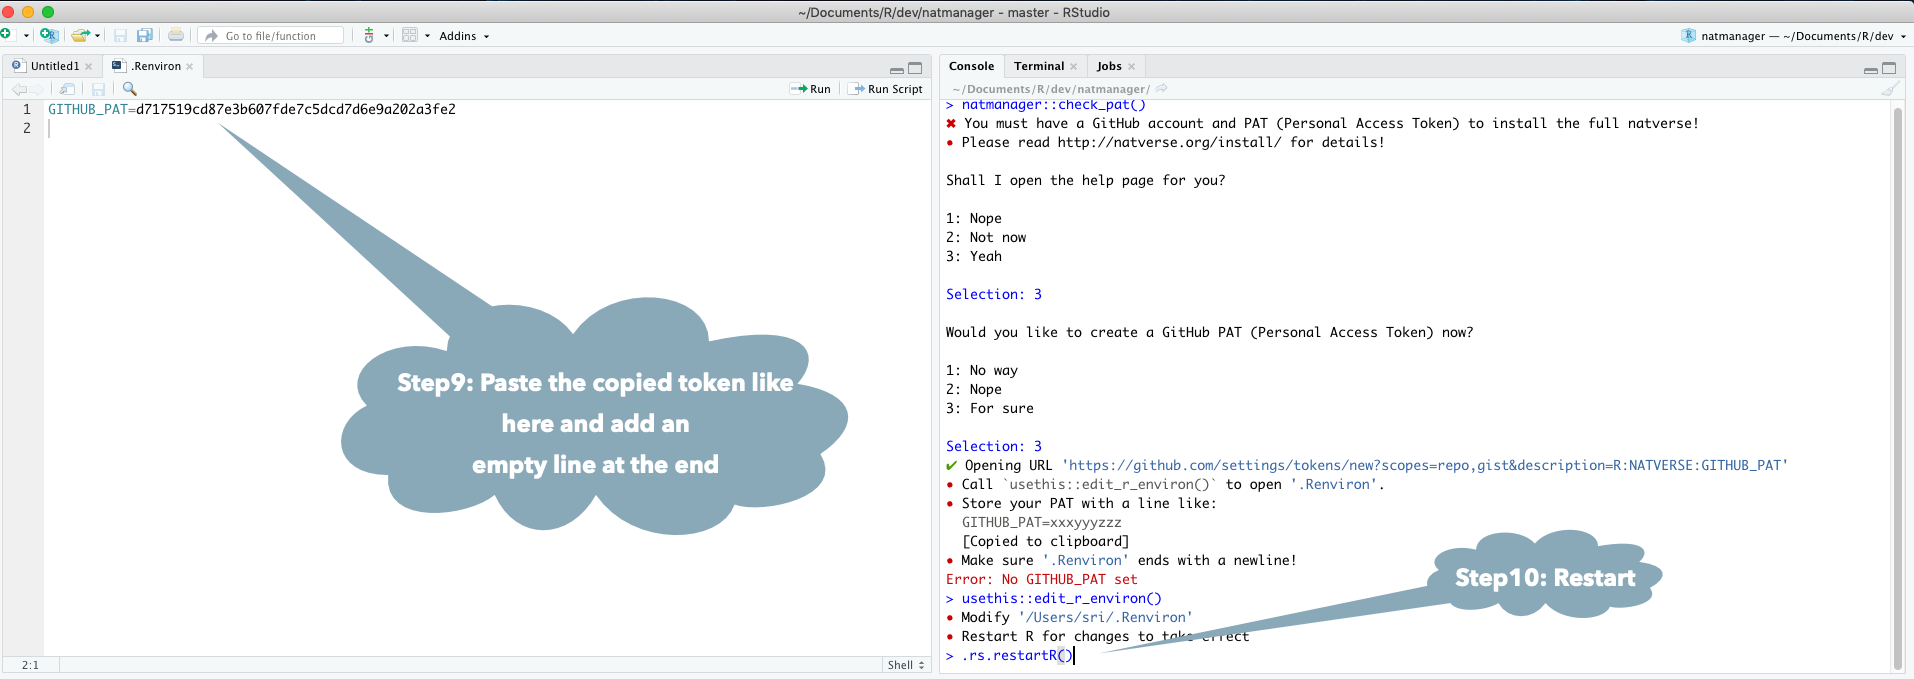 ~/Documents/R/dev/natmanager - master - RStudio
Go to file/function
Addins
natmanager — ~/Documents/R/dev
Untitled1
.Renviron
Run
Run Script
1 GITHUB_PAT=d717519cd87e3b607fde7c5dcd7d6e9a202a3fe2
2
Step9: Paste the copied token like
here and add an
empty line at the end
2:1
Shell
Console
Terminal
Jobs
~/Documents/R/dev/natmanager/
> natmanager::check_pat()
✖ You must have a GitHub account and PAT (Personal Access Token) to install the full natverse!
● Please read http://natverse.org/install/ for details!
Shall I open the help page for you?
1: Nope
2: Not now
3: Yeah
Selection: 3
Would you like to create a GitHub PAT (Personal Access Token) now?
1: No way
2: Nope
3: For sure
Selection: 3
✔ Opening URL 'https://github.com/settings/tokens/new?scopes=repo,gist&description=R:NATVERSE:GITHUB_PAT'
● Call `usethis::edit_r_environ()` to open '.Renviron'.
● Store your PAT with a line like:
GITHUB_PAT=xxxyyyzzz
[Copied to clipboard]
● Make sure '.Renviron' ends with a newline!
Error: No GITHUB_PAT set
> usethis::edit_r_environ()
● Modify '/Users/sri/.Renviron'
● Restart R for changes to take effect
> .rs.restartR()
Step10: Restart